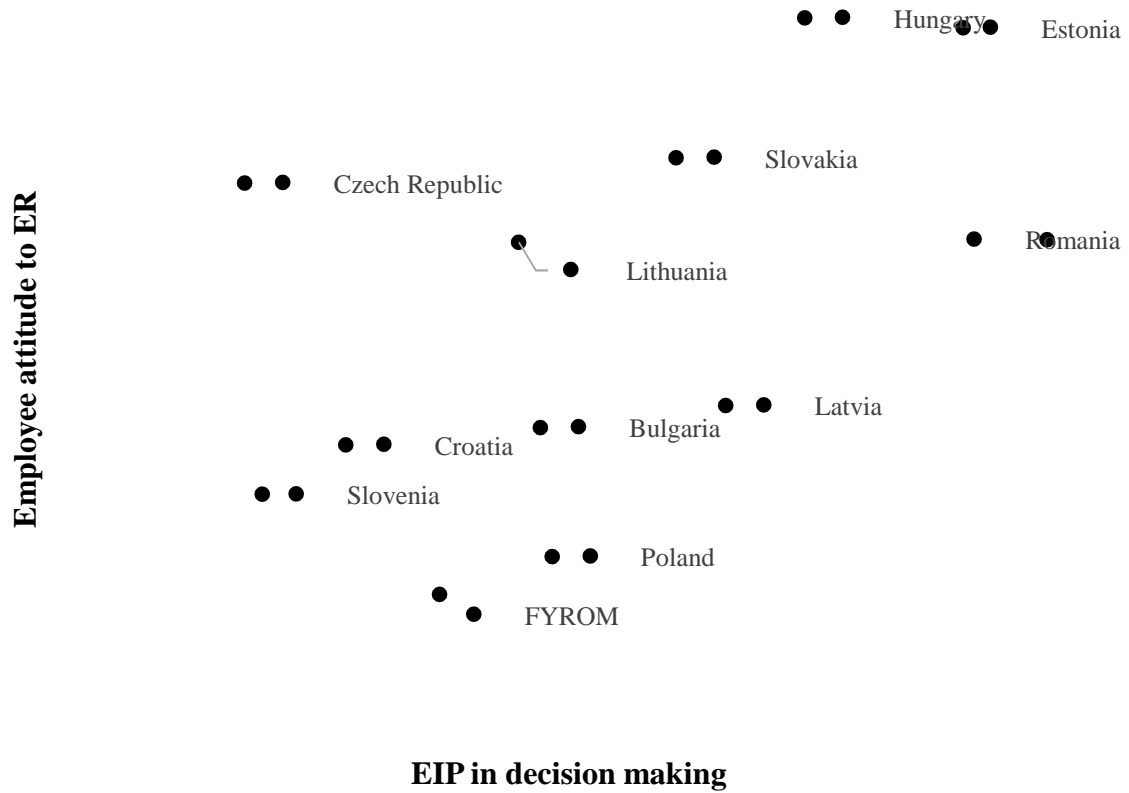 Hungary
Estonia
Slovakia
Czech Republic
Romania
Lithuania
Latvia
Bulgaria
Croatia
Slovenia
Poland
FYROM
Employee attitude to ER
EIP in decision making